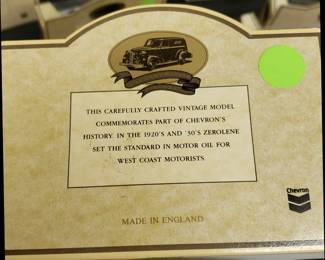 THIS CAREFULLY CRAFTED VINTAGE MODEL
COMMEMORATES PART OF CHEVRON'S
HISTORY. IN THE 1920'S AND '30'S ZEROLENE
SET THE STANDARD IN MOTOR OIL FOR
WEST COAST MOTORISTS.
Chevron
MADE IN ENGLAND